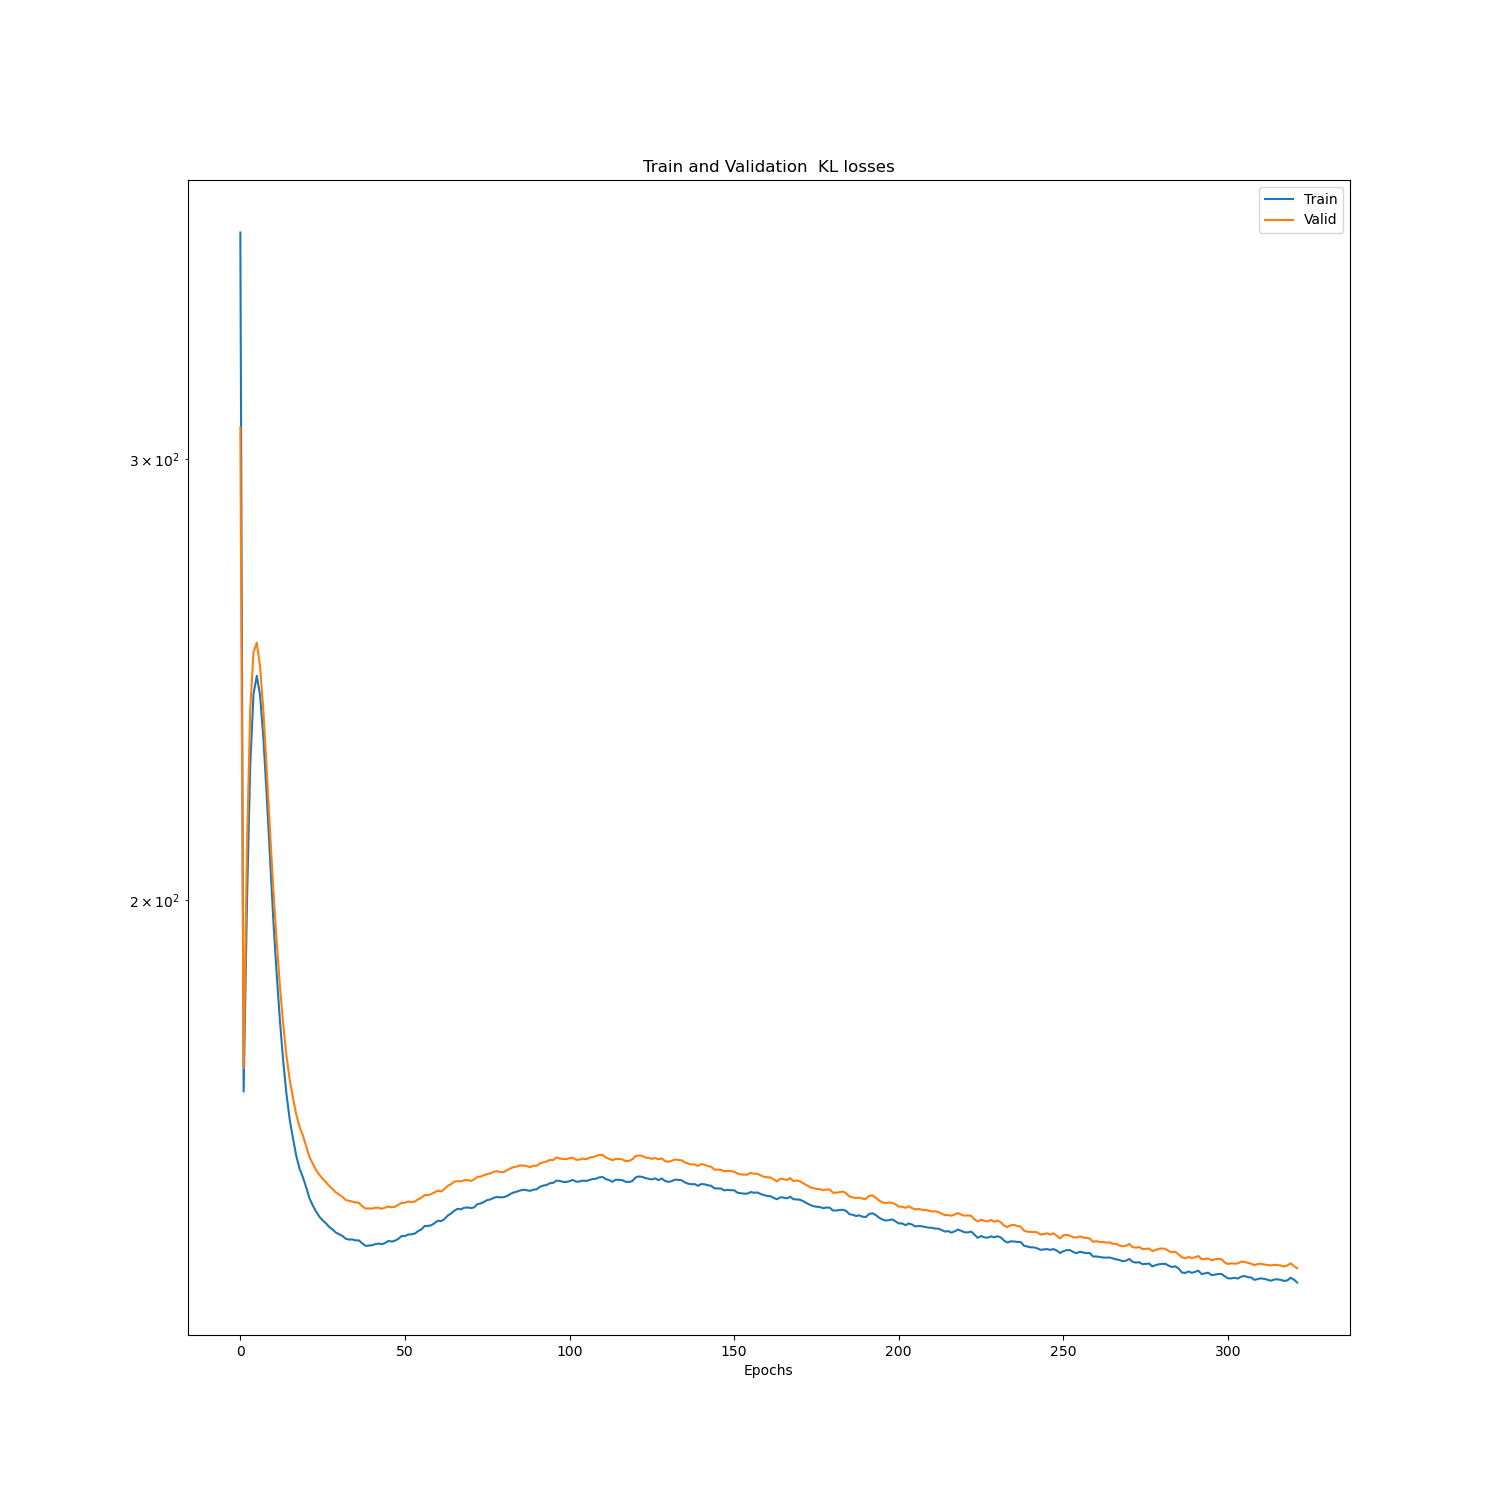 Train and Validation  KL losses
Train
Valid
3 × 10²
2 × 10²
0 50 100 150 200 250 300
Epochs